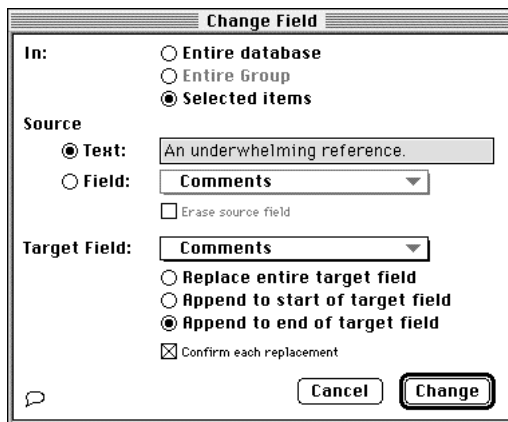 Change Field
In: Entire database
Entire Group
Selected items
Source
Text: An underwhelming reference.
Field: Comments
Erase source field
Target Field: Comments
Replace entire target field
Append to start of target field
Append to end of target field
Confirm each replacement
Cancel Change